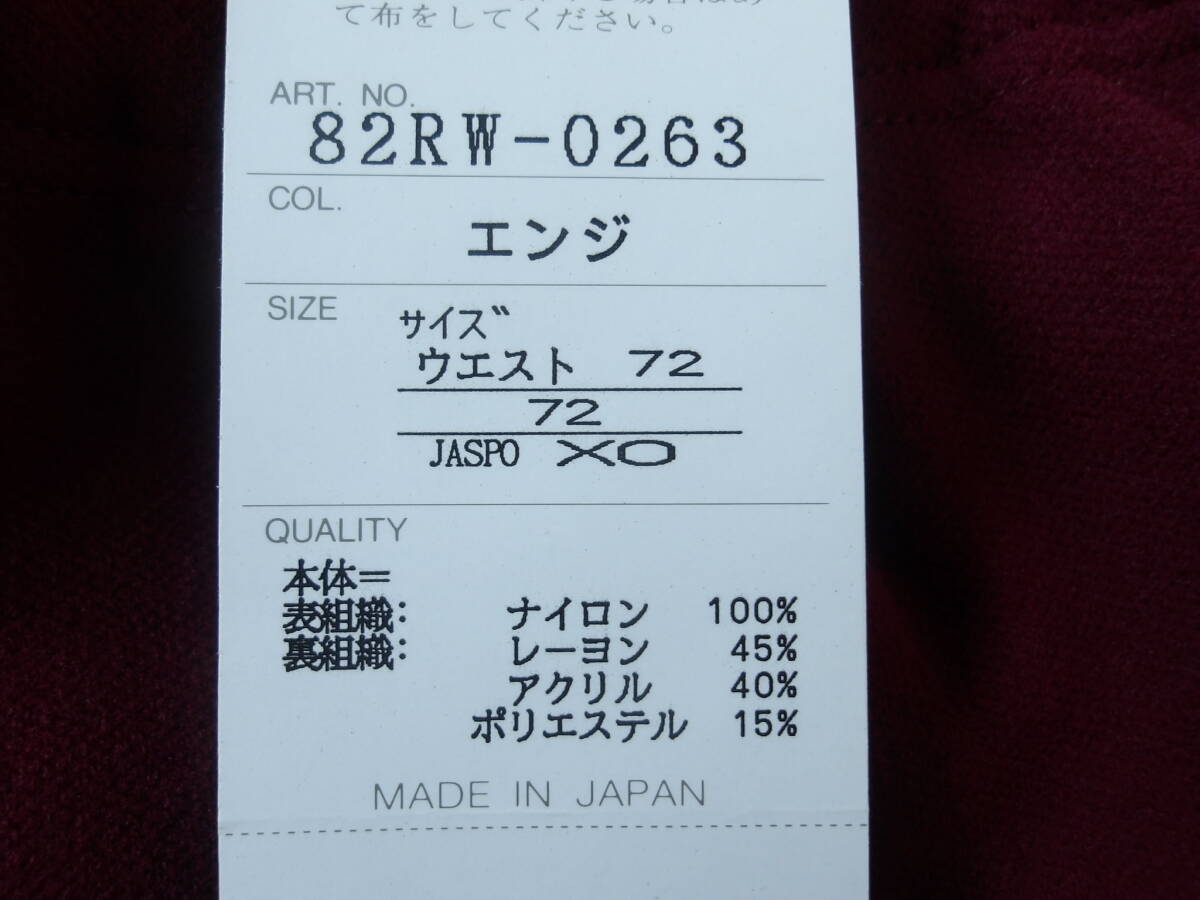 て布をしてください。
ART. NO.
82RW-0263
COL.
エンジ
SIZE
サイズ
ウエスト 72
72
JASPO XO
QUALITY
本体=
表組織: ナイロン 100%
裏組織: レーヨン 45%
アクリル 40%
ポリエステル 15%
MADE IN JAPAN